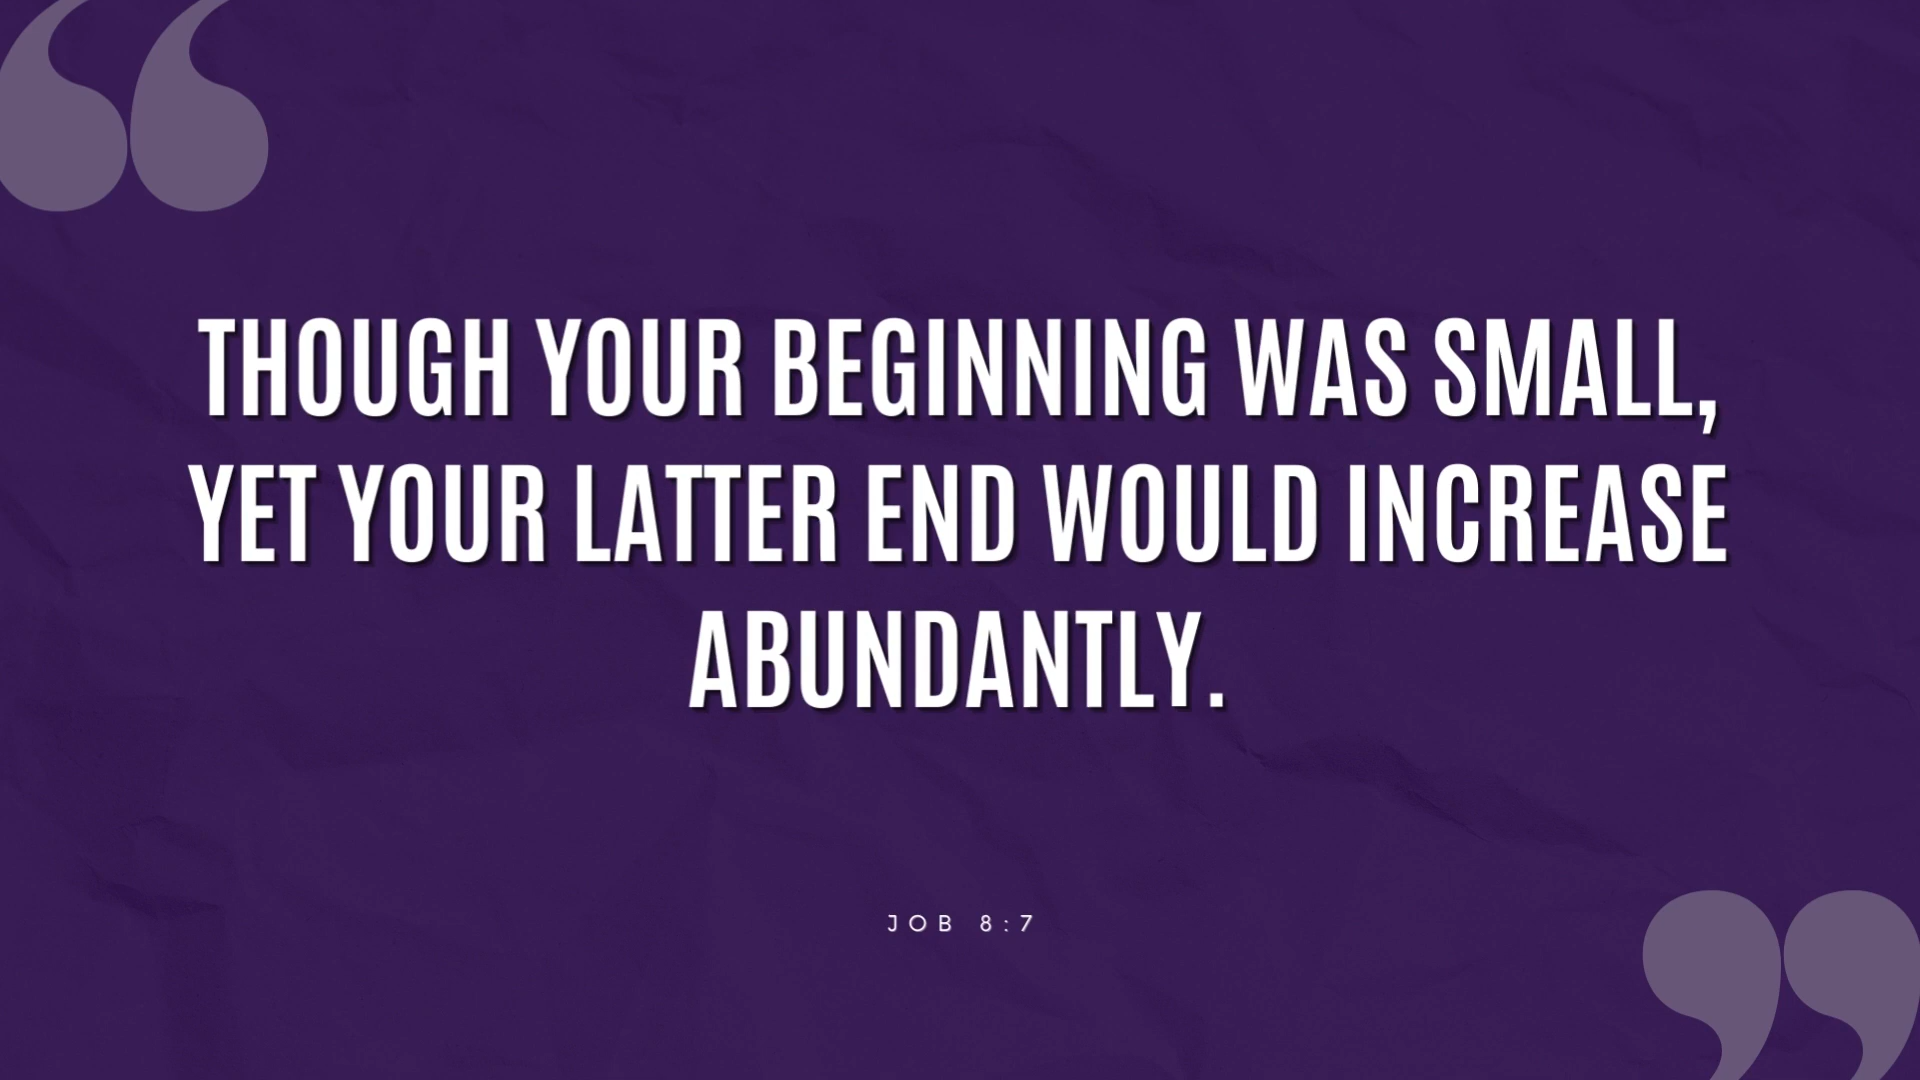 THOUGH YOUR BEGINNING WAS SMALL,
YET YOUR LATTER END WOULD INCREASE
ABUNDANTLY.
JOB 8:7